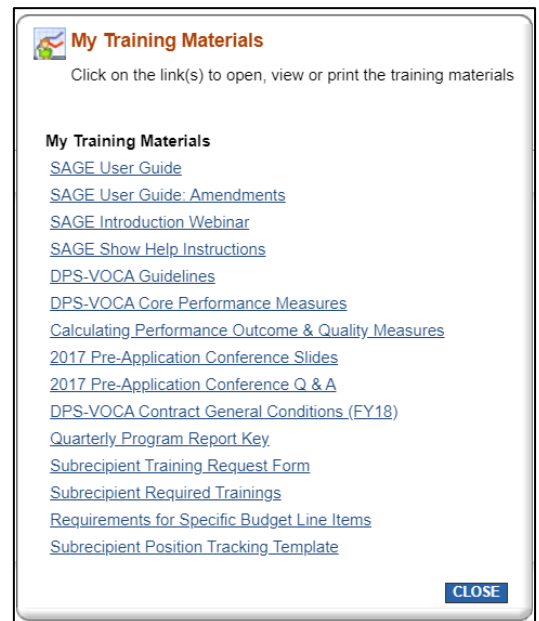 My Training Materials
Click on the link(s) to open, view or print the training materials
My Training Materials
SAGE User Guide
SAGE User Guide: Amendments
SAGE Introduction Webinar
SAGE Show Help Instructions
DPS-VOCA Guidelines
DPS-VOCA Core Performance Measures
Calculating Performance Outcome & Quality Measures
2017 Pre-Application Conference Slides
2017 Pre-Application Conference Q & A
DPS-VOCA Contract General Conditions (FY18)
Quarterly Program Report Key
Subrecipient Training Request Form
Subrecipient Required Trainings
Requirements for Specific Budget Line Items
Subrecipient Position Tracking Template
CLOSE